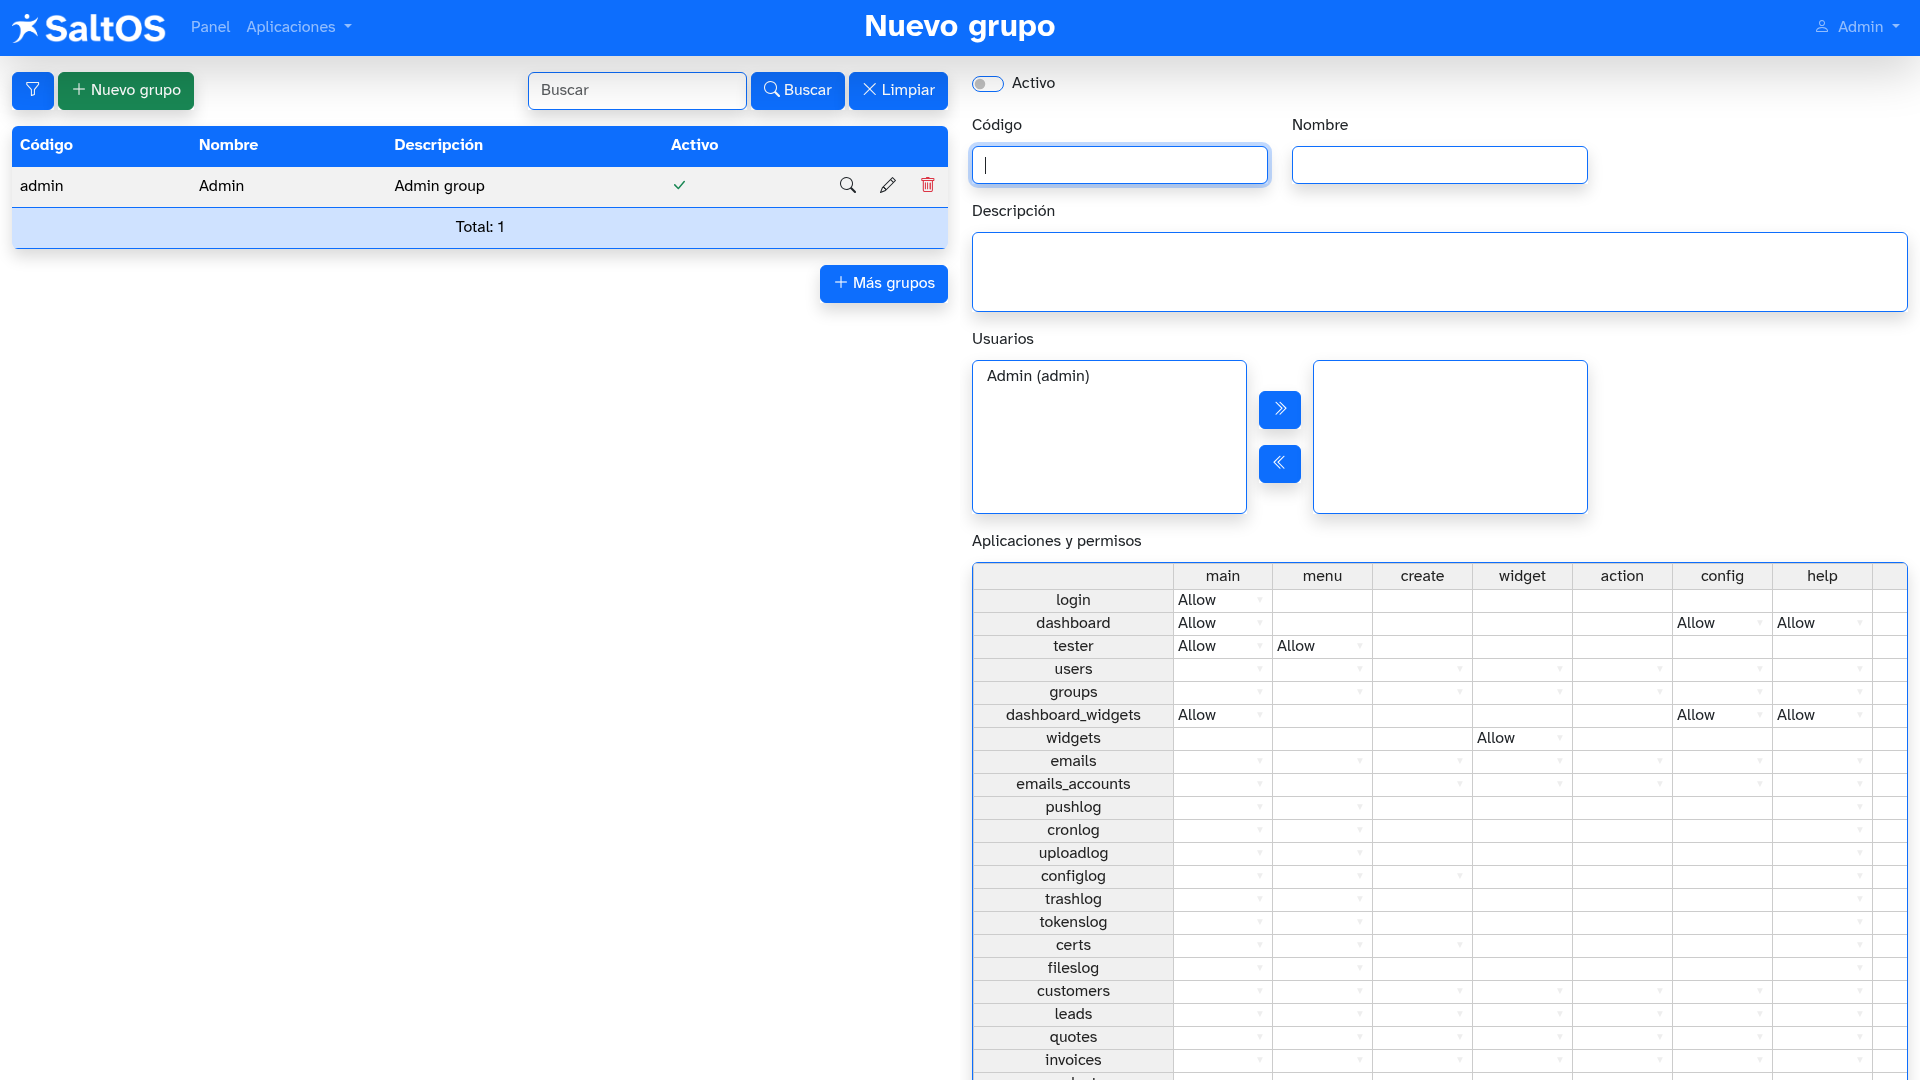 SaltOS Panel Aplicaciones Nuevo grupo Admin
Nuevo grupo Buscar Buscar Limpiar
Código Nombre Descripción Activo
admin Admin Admin group
Total: 1
Más grupos
Activo
Código Nombre
Descripción
Usuarios
Admin (admin)
Aplicaciones y permisos
main menu create widget action config help
login Allow
dashboard Allow Allow Allow
tester Allow Allow
users
groups
dashboard_widgets Allow Allow Allow
widgets Allow
emails
emails_accounts
pushlog
cronlog
uploadlog
configlog
trashlog
tokenslog
certs
fileslog
customers
leads
quotes
invoices